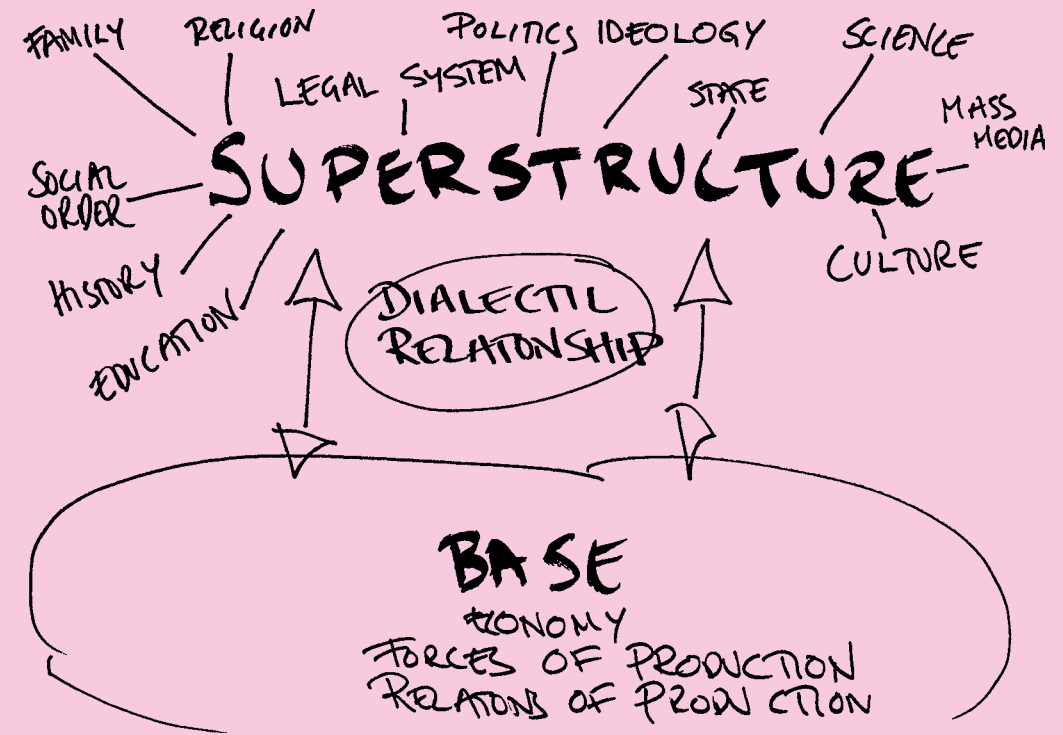 FAMILY
RELIGION
POLITICS IDEOLOGY
SCIENCE
LEGAL SYSTEM
STATE
MASS
MEDIA
SUPERSTRUCTURE
SOCIAL
ORDER
HISTORY
EDUCATION
CULTURE
DIALECTIL
RELATONSHIP
BASE
ECONOMY
FORCES OF PRODUCTION
RELATONS OF PRODUCTION